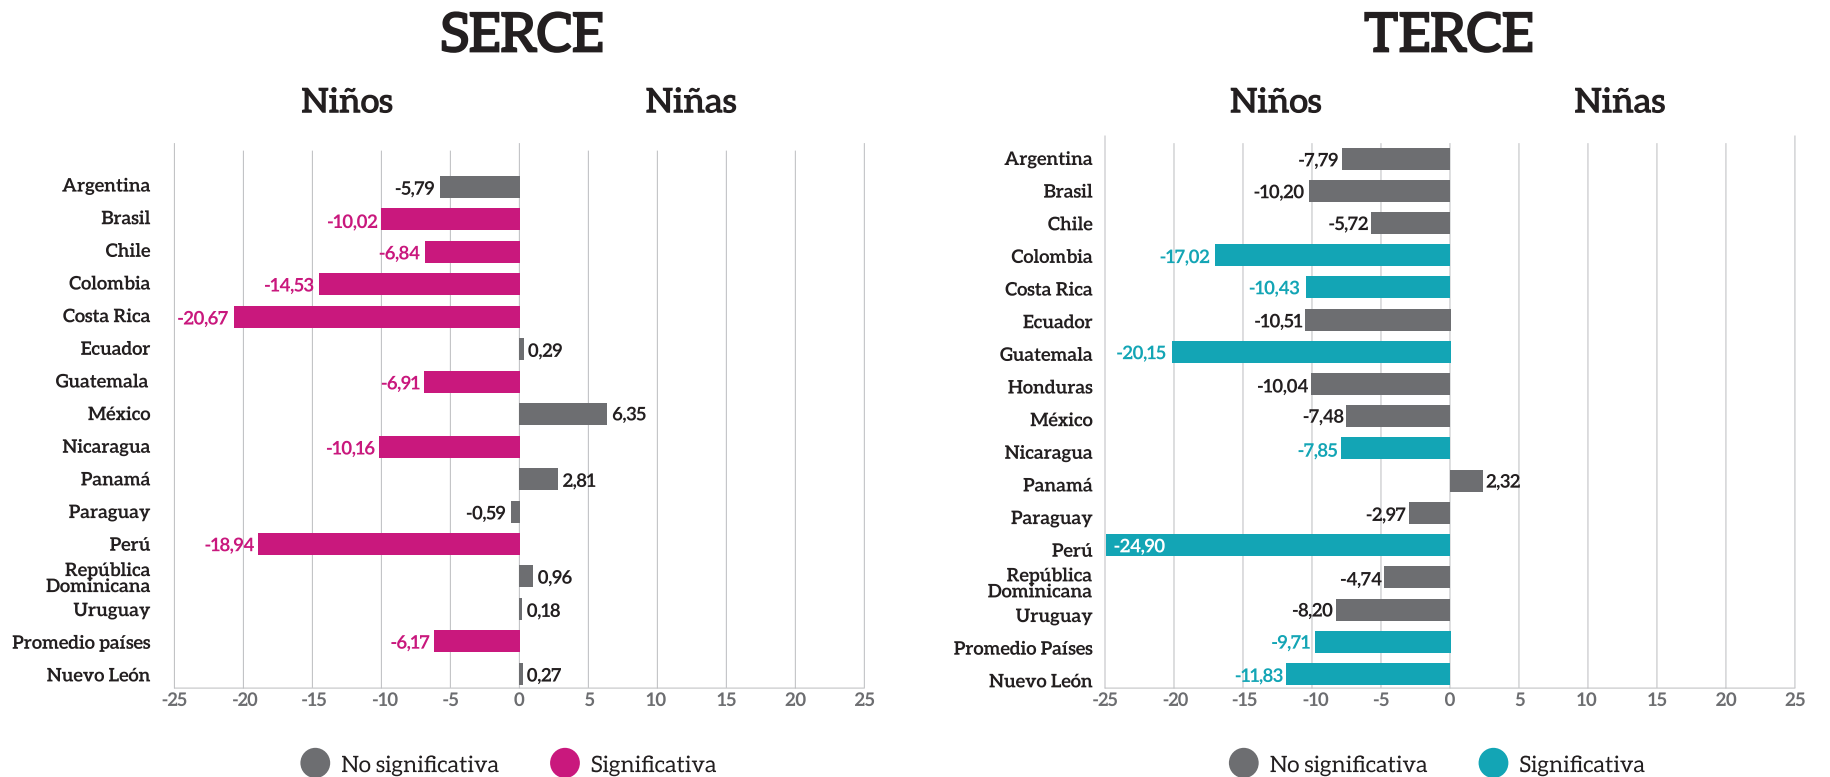 SERCE
Niños
Niñas
Argentina -5,79
Brasil -10,02
Chile -6,84
Colombia -14,53
Costa Rica -20,67
Ecuador 0,29
Guatemala -6,91
México 6,35
Nicaragua -10,16
Panamá 2,81
Paraguay -0,59
Perú -18,94
República
Dominicana 0,96
Uruguay 0,18
Promedio países -6,17
Nuevo León 0,27
-25 -20 -15 -10 -5 0 5 10 15 20 25
No significativa
Significativa
TERCE
Niños
Niñas
Argentina -7,79
Brasil -10,20
Chile -5,72
Colombia -17,02
Costa Rica -10,43
Ecuador -10,51
Guatemala -20,15
Honduras -10,04
México -7,48
Nicaragua -7,85
Panamá 2,32
Paraguay -2,97
Perú -24,90
República
Dominicana -4,74
Uruguay -8,20
Promedio Países -9,71
Nuevo León -11,83
-25 -20 -15 -10 -5 0 5 10 15 20 25
No significativa
Significativa